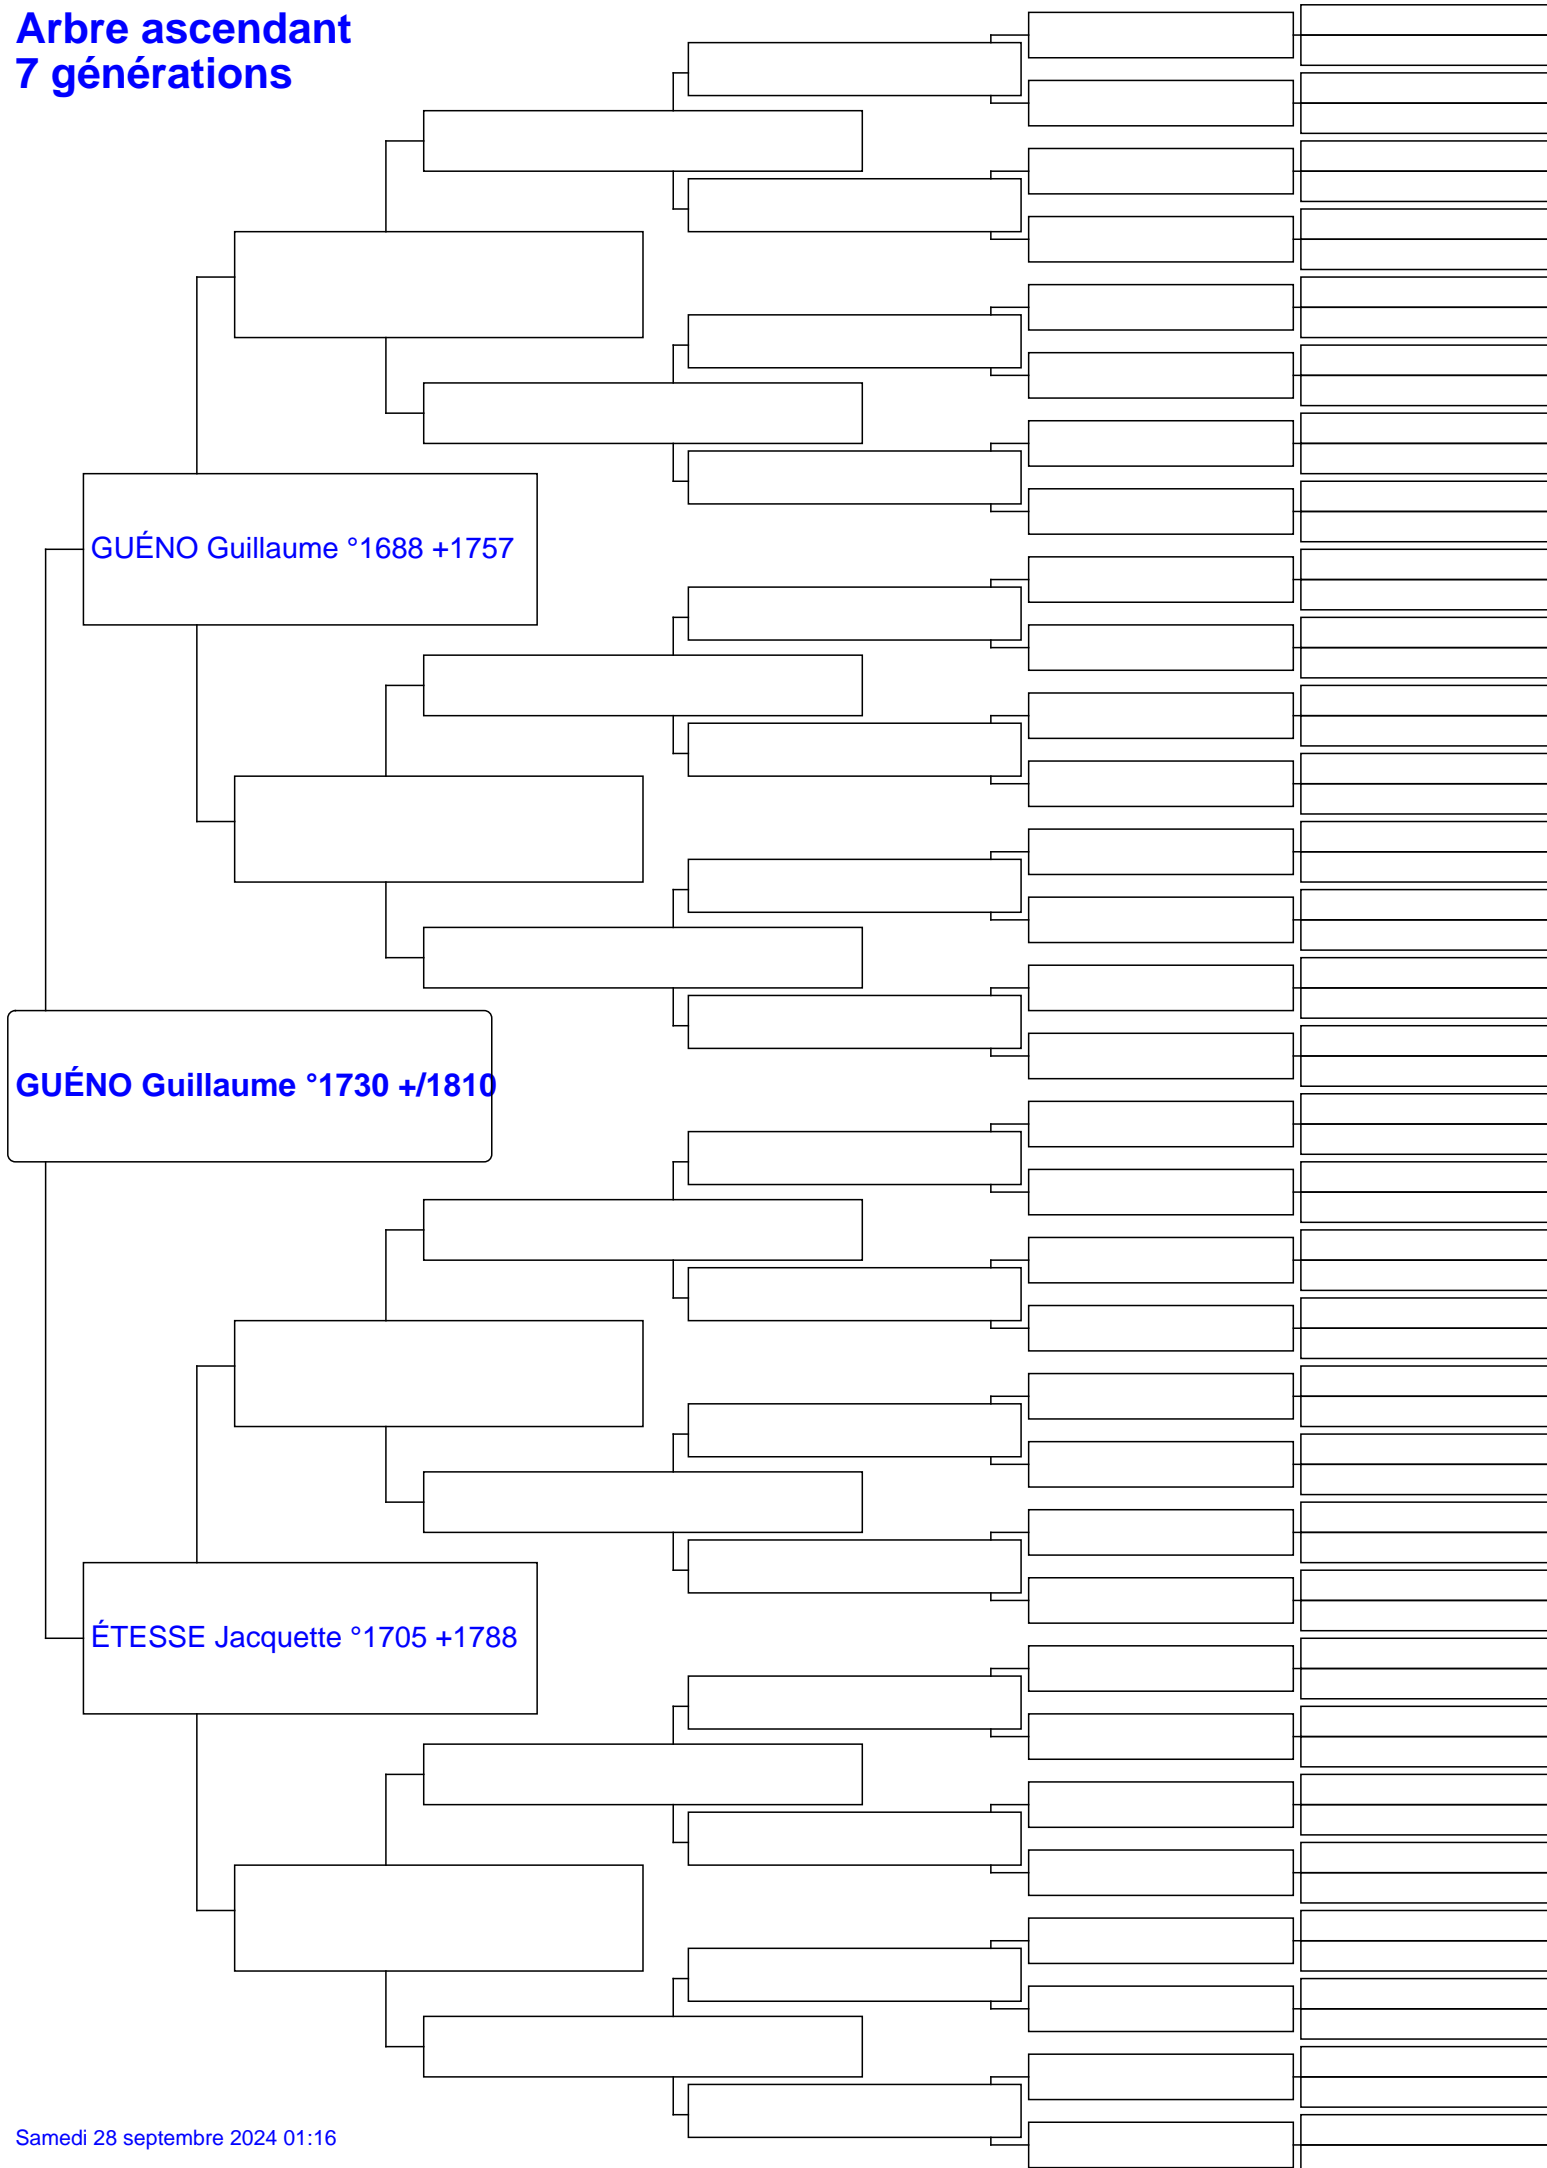 Arbre ascendant
7 générations
GUÉNO Guillaume °1688 +1757
GUÉNO Guillaume °1730 +/1810
ÉTESSE Jacquette °1705 +1788
Samedi 28 septembre 2024 01:16